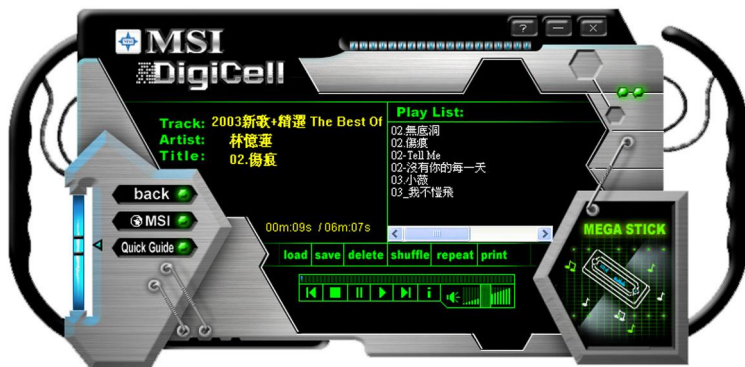 ? — X
MSI
DigiCell
Track: 2003新歌+精選 The Best Of
Artist: 林憶蓮
Title: 02.傷痕
Play List:
02.無底洞
02.傷痕
02-Tell Me
02-沒有你的每一天
03.小薇
03_我不慍飛
back
MSI
Quick Guide
00m:09s / 06m:07s
load save delete shuffle repeat print
i
MEGA STICK